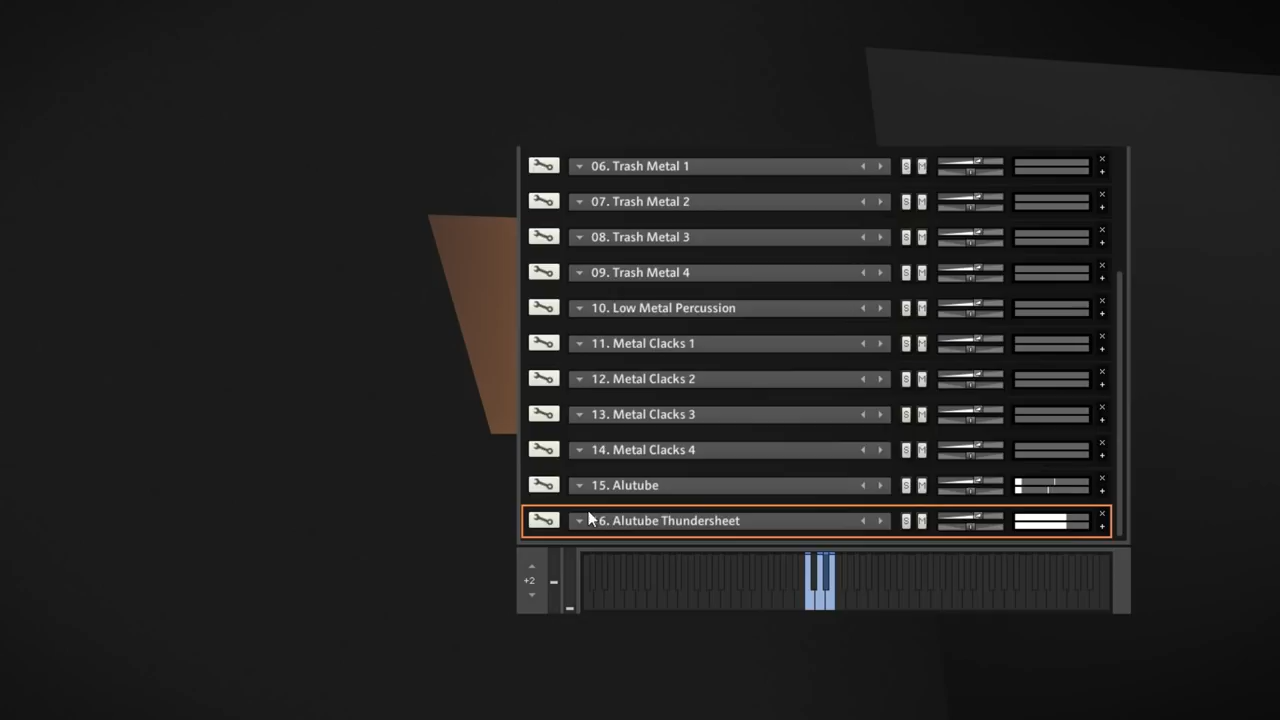 06. Trash Metal 1 S M
07. Trash Metal 2 S M
08. Trash Metal 3 S M
09. Trash Metal 4 S M
10. Low Metal Percussion S M
11. Metal Clacks 1 S M
12. Metal Clacks 2 S M
13. Metal Clacks 3 S M
14. Metal Clacks 4 S M
15. Alutube S M
6. Alutube Thundersheet S M
+2